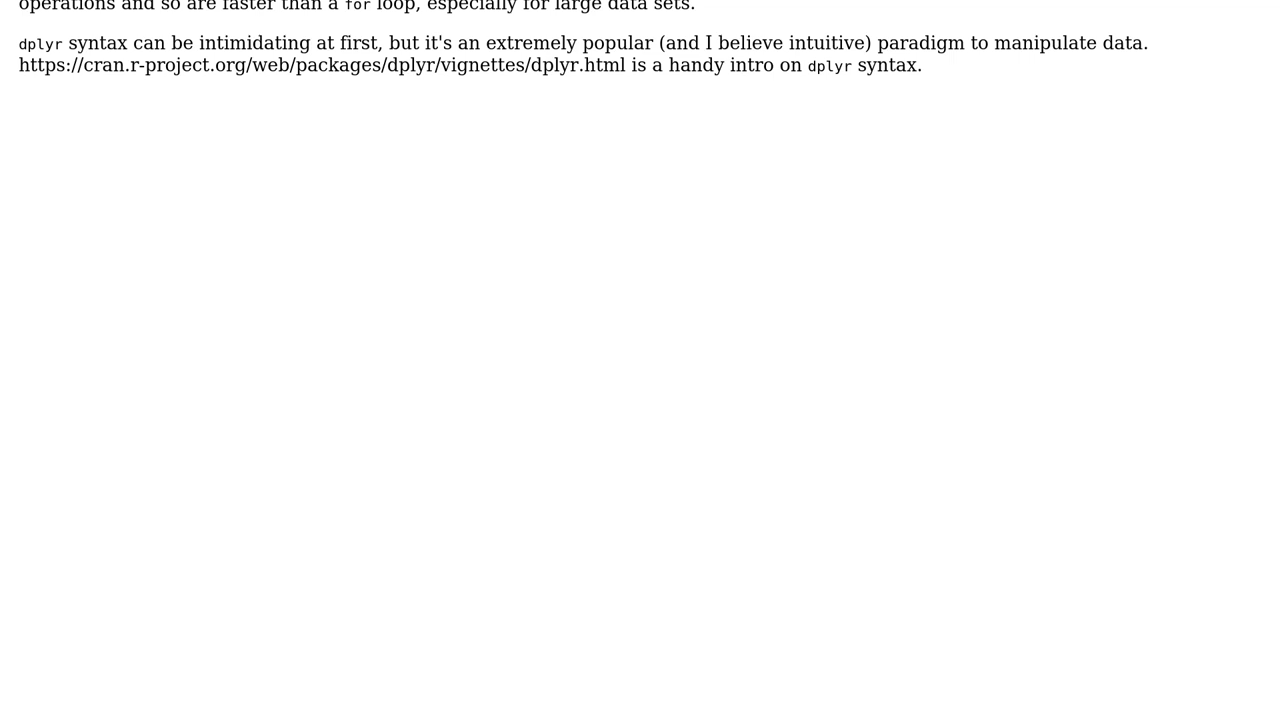 operations and so are faster than a for loop, especially for large data sets.
dplyr syntax can be intimidating at first, but it's an extremely popular (and I believe intuitive) paradigm to manipulate data.
https://cran.r-project.org/web/packages/dplyr/vignettes/dplyr.html is a handy intro on dplyr syntax.